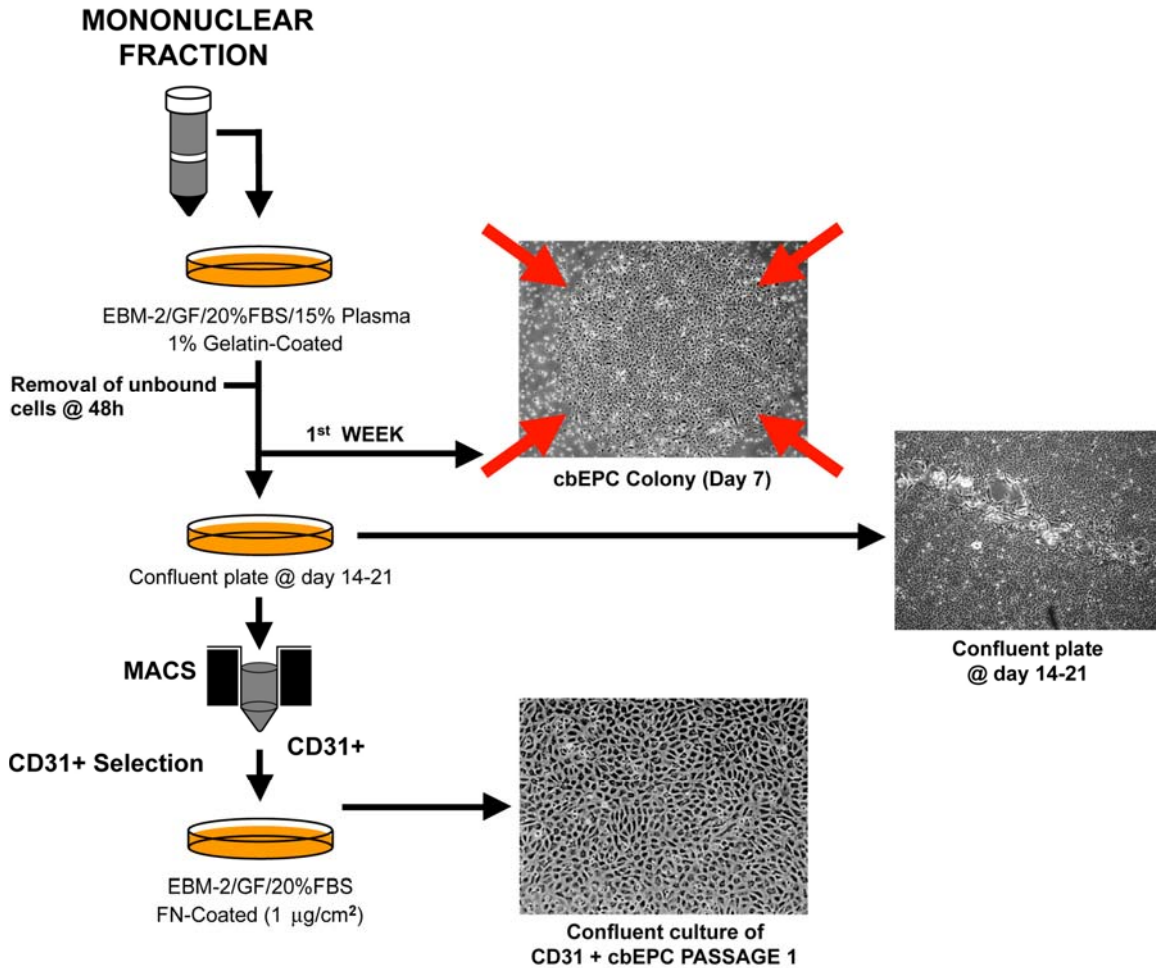 MONONUCLEAR
FRACTION
EBM-2/GF/20%FBS/15% Plasma
1% Gelatin-Coated
Removal of unbound
cells @ 48h
1st WEEK
cbEPC Colony (Day 7)
Confluent plate @ day 14-21
Confluent plate
@ day 14-21
MACS
CD31+
CD31+ Selection
EBM-2/GF/20%FBS
FN-Coated (1 μg/cm²)
Confluent culture of
CD31 + cbEPC PASSAGE 1